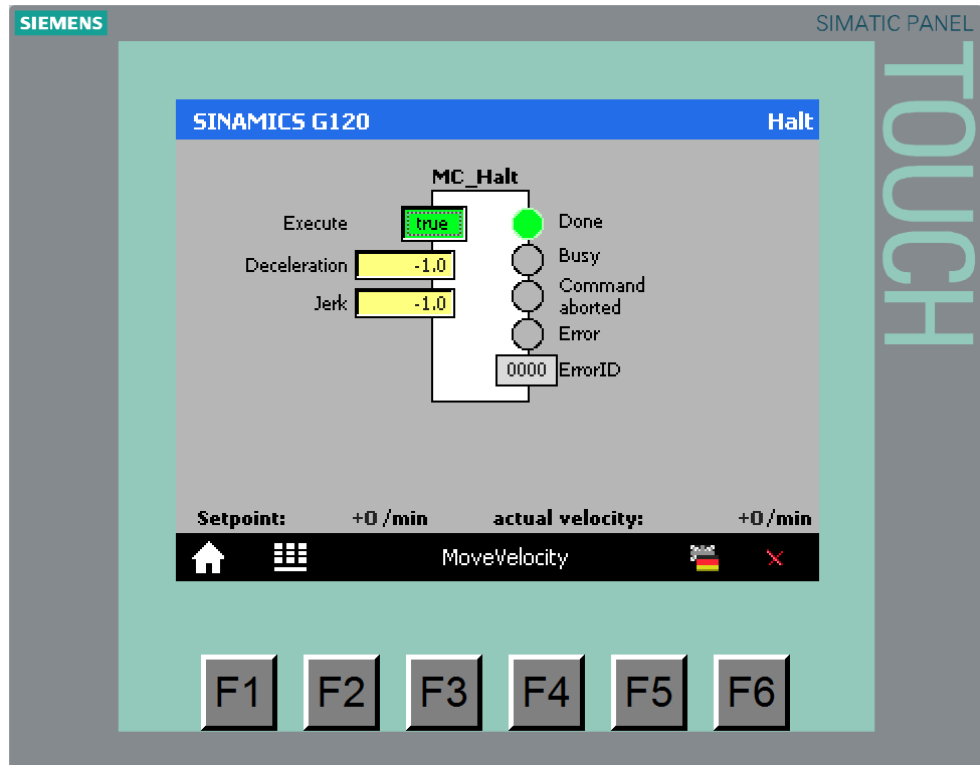 SIEMENS
SIMATIC PANEL
TOUCH
SINAMICS G120 Halt
MC_Halt
Execute true Done
Busy
Deceleration -1.0
Command
aborted
Jerk -1.0
Error
0000 ErrorID
Setpoint: +0/min actual velocity: +0/min
MoveVelocity
F1 F2 F3 F4 F5 F6